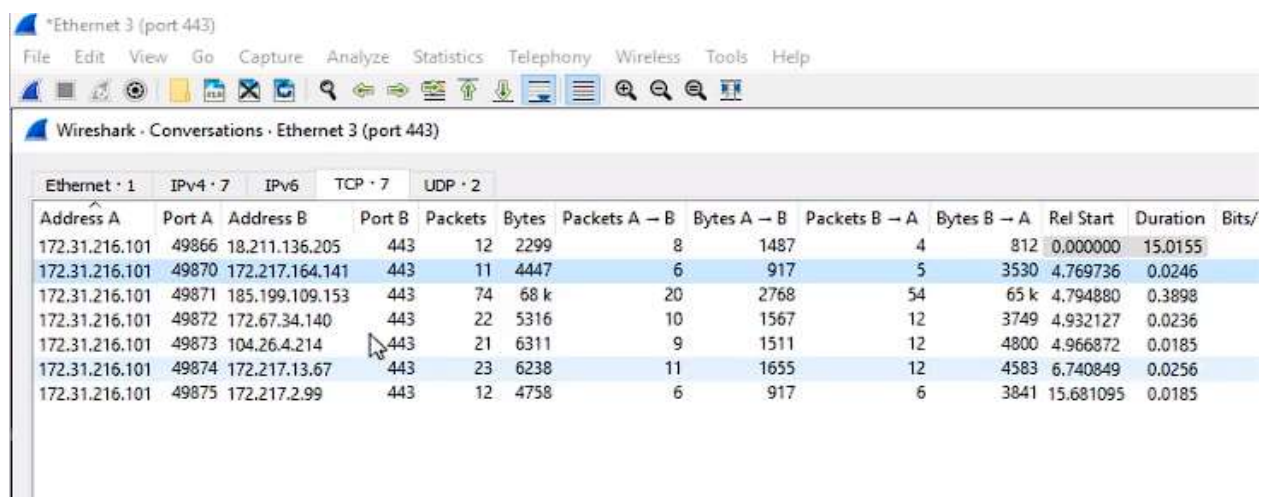 *Ethernet 3 (port 443)
File Edit View Go Capture Analyze Statistics Telephony Wireless Tools Help
Wireshark · Conversations · Ethernet 3 (port 443)
Ethernet · 1 IPv4 · 7 IPv6 TCP · 7 UDP · 2
Address A Port A Address B Port B Packets Bytes Packets A → B Bytes A → B Packets B → A Bytes B → A Rel Start Duration Bits/
172.31.216.101 49866 18.211.136.205 443 12 2299 8 1487 4 812 0.000000 15.0155
172.31.216.101 49870 172.217.164.141 443 11 4447 6 917 5 3530 4.769736 0.0246
172.31.216.101 49871 185.199.109.153 443 74 68 k 20 2768 54 65 k 4.794880 0.3898
172.31.216.101 49872 172.67.34.140 443 22 5316 10 1567 12 3749 4.932127 0.0236
172.31.216.101 49873 104.26.4.214 443 21 6311 9 1511 12 4800 4.966872 0.0185
172.31.216.101 49874 172.217.13.67 443 23 6238 11 1655 12 4583 6.740849 0.0256
172.31.216.101 49875 172.217.2.99 443 12 4758 6 917 6 3841 15.681095 0.0185